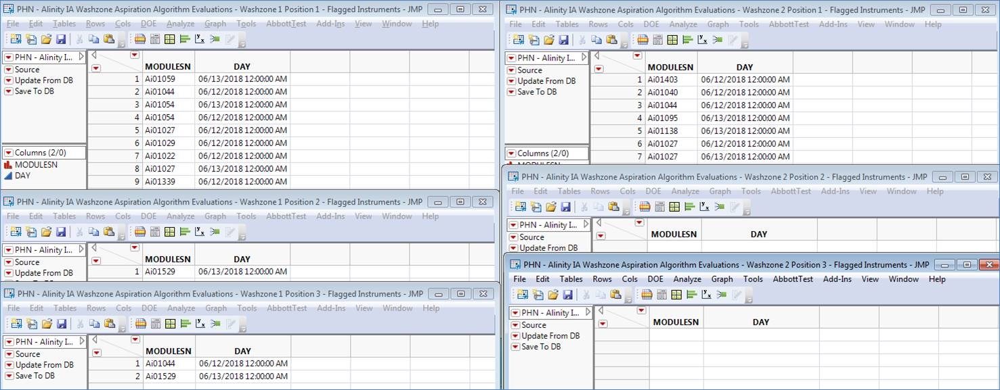 PHN - Alinity IA Washzone Aspiration Algorithm Evaluations - Washzone 1 Position 1 - Flagged Instruments - JMP
File Edit Tables Rows Cols DOE Analyze Graph Tools AbbottTest Add-Ins View Window Help
PHN - Alinity I...
Source
Update From DB
Save To DB
Columns (2/0)
MODULESN
DAY
MODULESN DAY
1 Ai01059 06/13/2018 12:00:00 AM
2 Ai01044 06/12/2018 12:00:00 AM
3 Ai01054 06/13/2018 12:00:00 AM
4 Ai01054 06/12/2018 12:00:00 AM
5 Ai01027 06/12/2018 12:00:00 AM
6 Ai01029 06/12/2018 12:00:00 AM
7 Ai01022 06/12/2018 12:00:00 AM
8 Ai01027 06/13/2018 12:00:00 AM
9 Ai01339 06/12/2018 12:00:00 AM
PHN - Alinity IA Washzone Aspiration Algorithm Evaluations - Washzone 1 Position 2 - Flagged Instruments - JMP
File Edit Tables Rows Cols DOE Analyze Graph Tools AbbottTest Add-Ins View Window Help
PHN - Alinity I...
Source
Update From DB
MODULESN DAY
1 Ai01529 06/13/2018 12:00:00 AM
PHN - Alinity IA Washzone Aspiration Algorithm Evaluations - Washzone 1 Position 3 - Flagged Instruments - JMP
File Edit Tables Rows Cols DOE Analyze Graph Tools AbbottTest Add-Ins View Window Help
PHN - Alinity I...
Source
Update From DB
Save To DB
MODULESN DAY
1 Ai01044 06/12/2018 12:00:00 AM
2 Ai01529 06/13/2018 12:00:00 AM
PHN - Alinity IA Washzone Aspiration Algorithm Evaluations - Washzone 2 Position 1 - Flagged Instruments - JMP
File Edit Tables Rows Cols DOE Analyze Graph Tools AbbottTest Add-Ins View Window Help
PHN - Alinity I...
Source
Update From DB
Save To DB
Columns (2/0)
MODULESN DAY
1 Ai01403 06/12/2018 12:00:00 AM
2 Ai01040 06/12/2018 12:00:00 AM
3 Ai01044 06/12/2018 12:00:00 AM
4 Ai01095 06/13/2018 12:00:00 AM
5 Ai01138 06/13/2018 12:00:00 AM
6 Ai01027 06/12/2018 12:00:00 AM
7 Ai01027 06/13/2018 12:00:00 AM
PHN - Alinity IA Washzone Aspiration Algorithm Evaluations - Washzone 2 Position 2 - Flagged Instruments - JMP
File Edit Tables Rows Cols DOE Analyze Graph Tools AbbottTest Add-Ins View Window Help
PHN - Alinity I...
Source
Update From DB
MODULESN DAY
PHN - Alinity IA Washzone Aspiration Algorithm Evaluations - Washzone 2 Position 3 - Flagged Instruments - JMP
File Edit Tables Rows Cols DOE Analyze Graph Tools AbbottTest Add-Ins View Window Help
PHN - Alinity I...
Source
Update From DB
Save To DB
MODULESN DAY